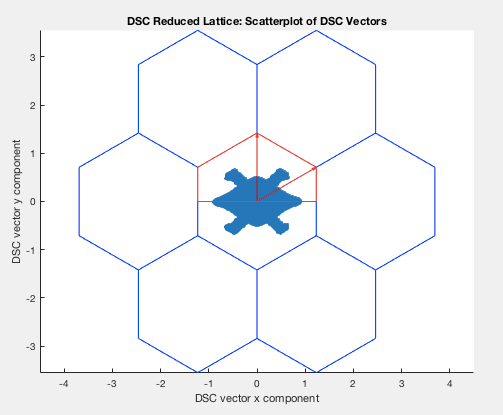 DSC Reduced Lattice: Scatterplot of DSC Vectors
3
2
1
0
-1
-2
-3
DSC vector y component
-4 -3 -2 -1 0 1 2 3 4
DSC vector x component